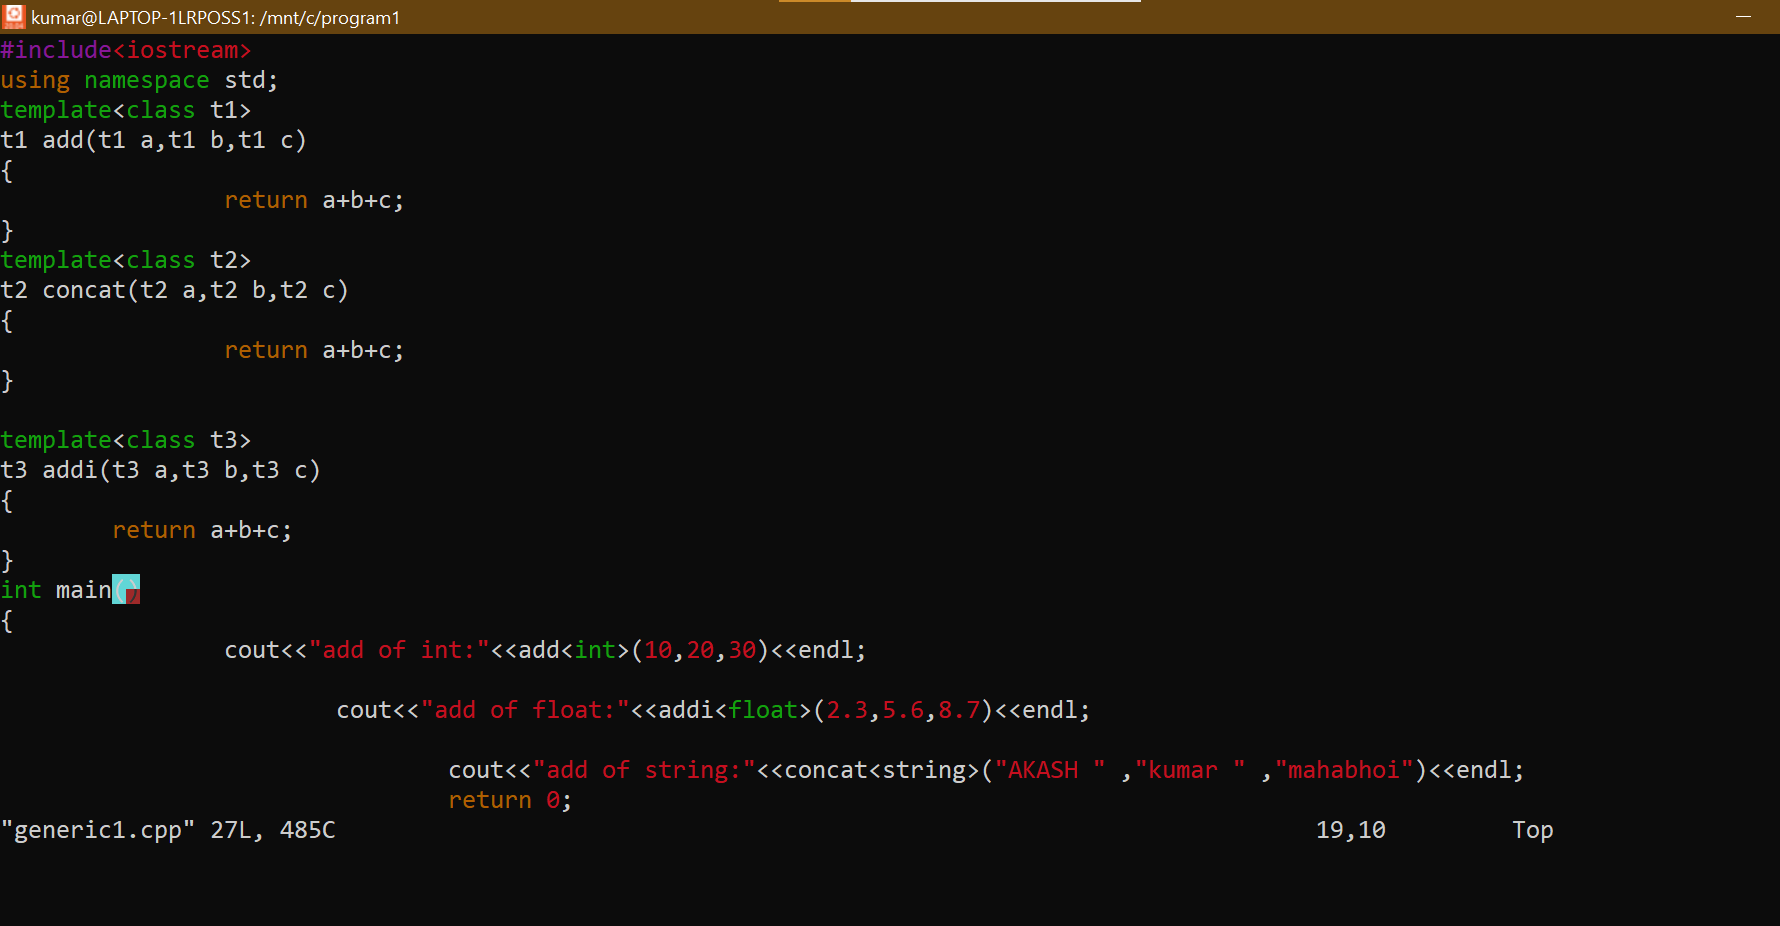 kumar@LAPTOP-1LRPOSS1: /mnt/c/program1
#include<iostream>
using namespace std;
template<class t1>
t1 add(t1 a,t1 b,t1 c)
{
                return a+b+c;
}
template<class t2>
t2 concat(t2 a,t2 b,t2 c)
{
                return a+b+c;
}

template<class t3>
t3 addi(t3 a,t3 b,t3 c)
{
        return a+b+c;
}
int main()
{
                cout<<"add of int:"<<add<int>(10,20,30)<<endl;

                        cout<<"add of float:"<<addi<float>(2.3,5.6,8.7)<<endl;

                                cout<<"add of string:"<<concat<string>("AKASH " ,"kumar " ,"mahabhoi")<<endl;
                                return 0;
"generic1.cpp" 27L, 485C                                                                      19,10         Top